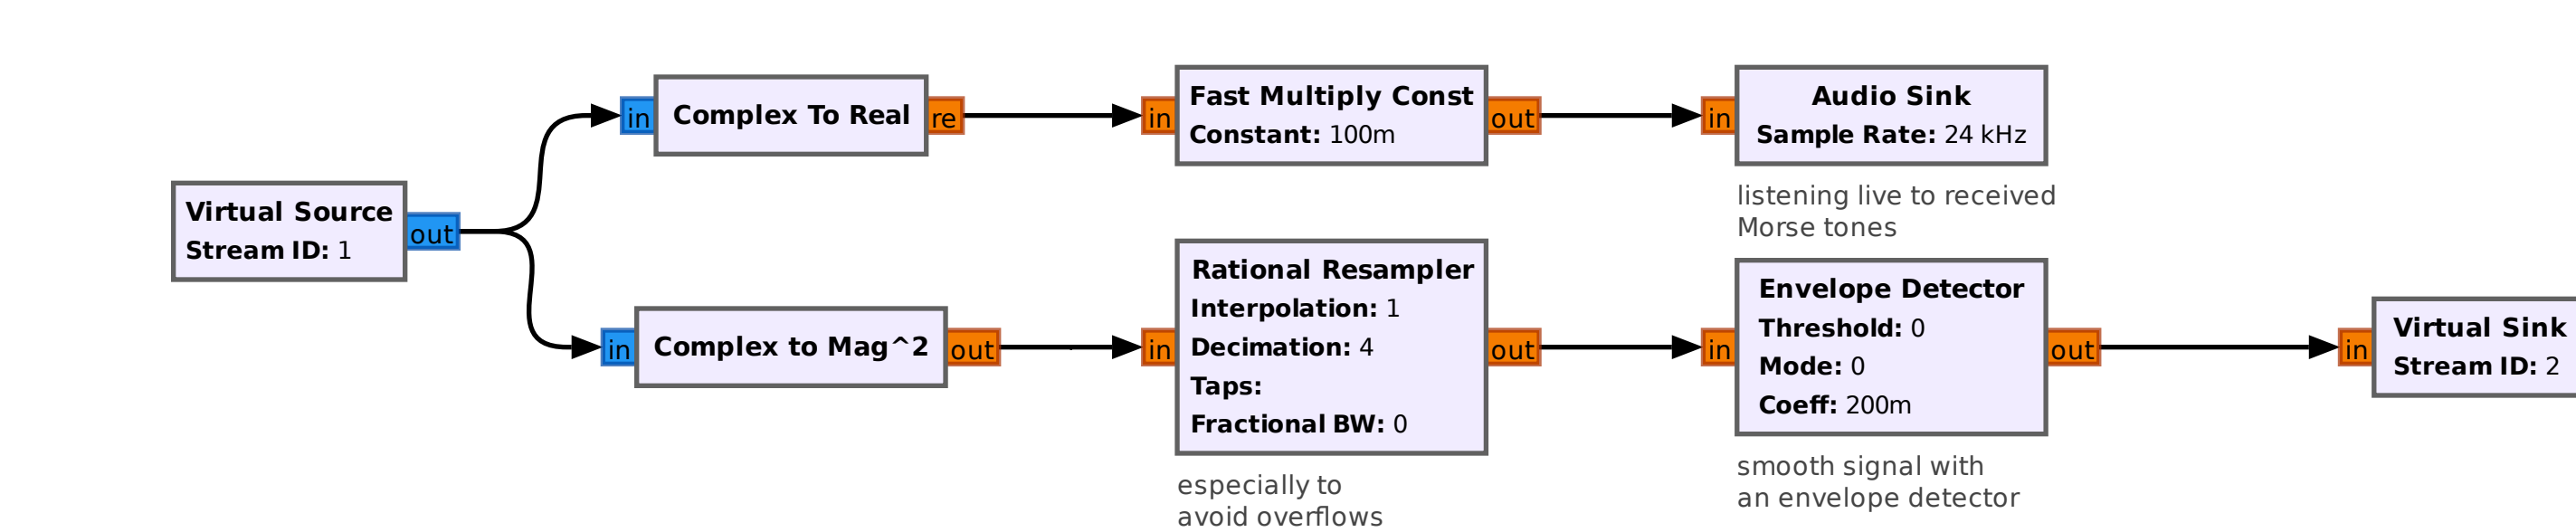 Virtual Source
Stream ID: 1
out
in
Complex To Real
re
in
Fast Multiply Const
Constant: 100m
out
in
Audio Sink
Sample Rate: 24 kHz
listening live to received
Morse tones
in
Complex to Mag^2
out
in
Rational Resampler
Interpolation: 1
Decimation: 4
Taps:
Fractional BW: 0
out
especially to
avoid overflows
in
Envelope Detector
Threshold: 0
Mode: 0
Coeff: 200m
out
smooth signal with
an envelope detector
in
Virtual Sink
Stream ID: 2